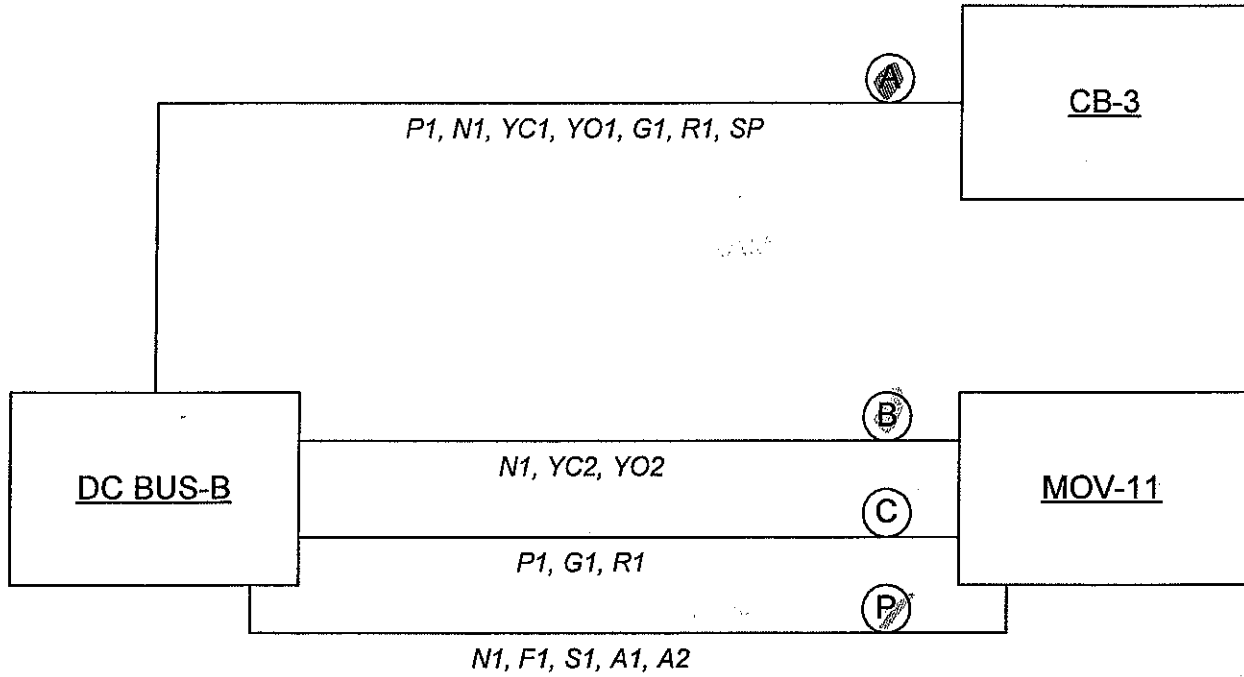 A
CB-3
P1, N1, YC1, YO1, G1, R1, SP
B
N1, YC2, YO2
DC BUS-B
MOV-11
C
P1, G1, R1
P
N1, F1, S1, A1, A2